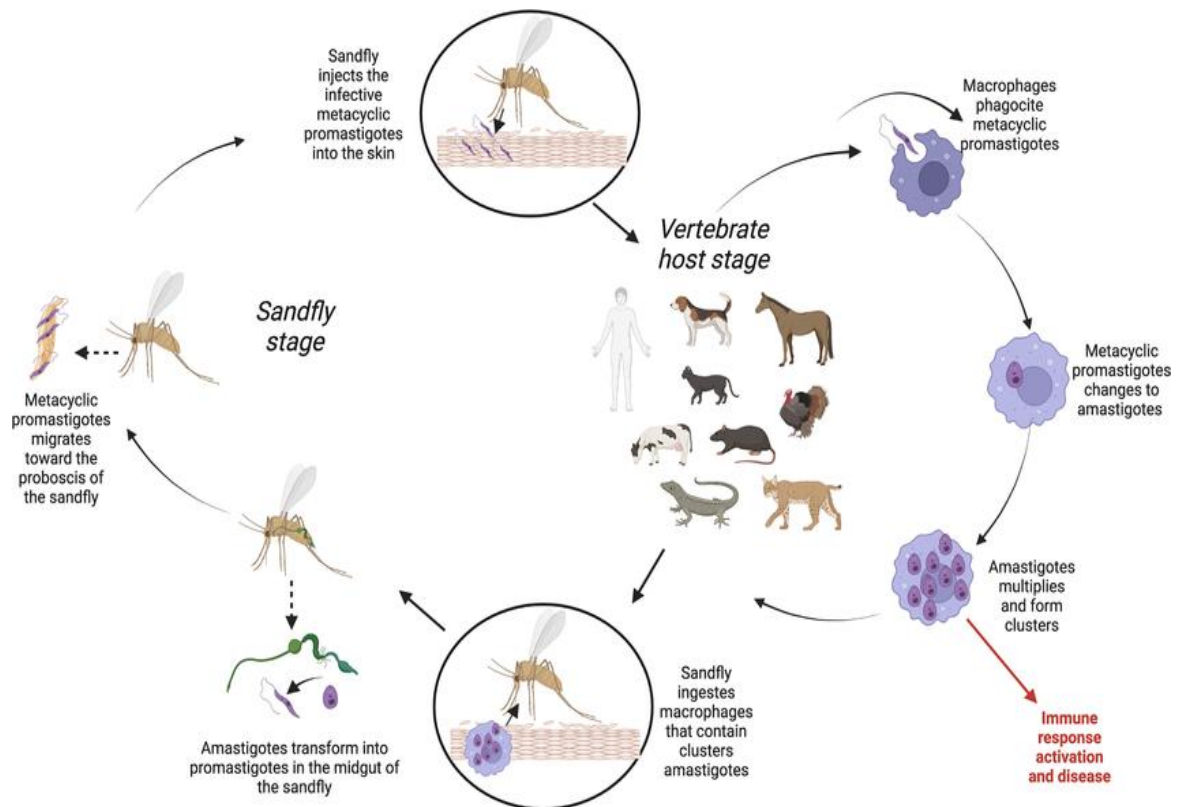 Sandfly
injects the
infective
metacyclic
promastigotes
into the skin
Macrophages
phagocite
metacyclic
promastigotes
Vertebrate
host stage
Sandfly
stage
Metacyclic
promastigotes
changes to
amastigotes
Metacyclic
promastigotes
migrates
toward the
proboscis of
the sandfly
Amastigotes
multiplies
and form
clusters
Sandfly
ingestes
macrophages
that contain
clusters
amastigotes
Immune
response
activation
and disease
Amastigotes transform into
promastigotes in the midgut of
the sandfly